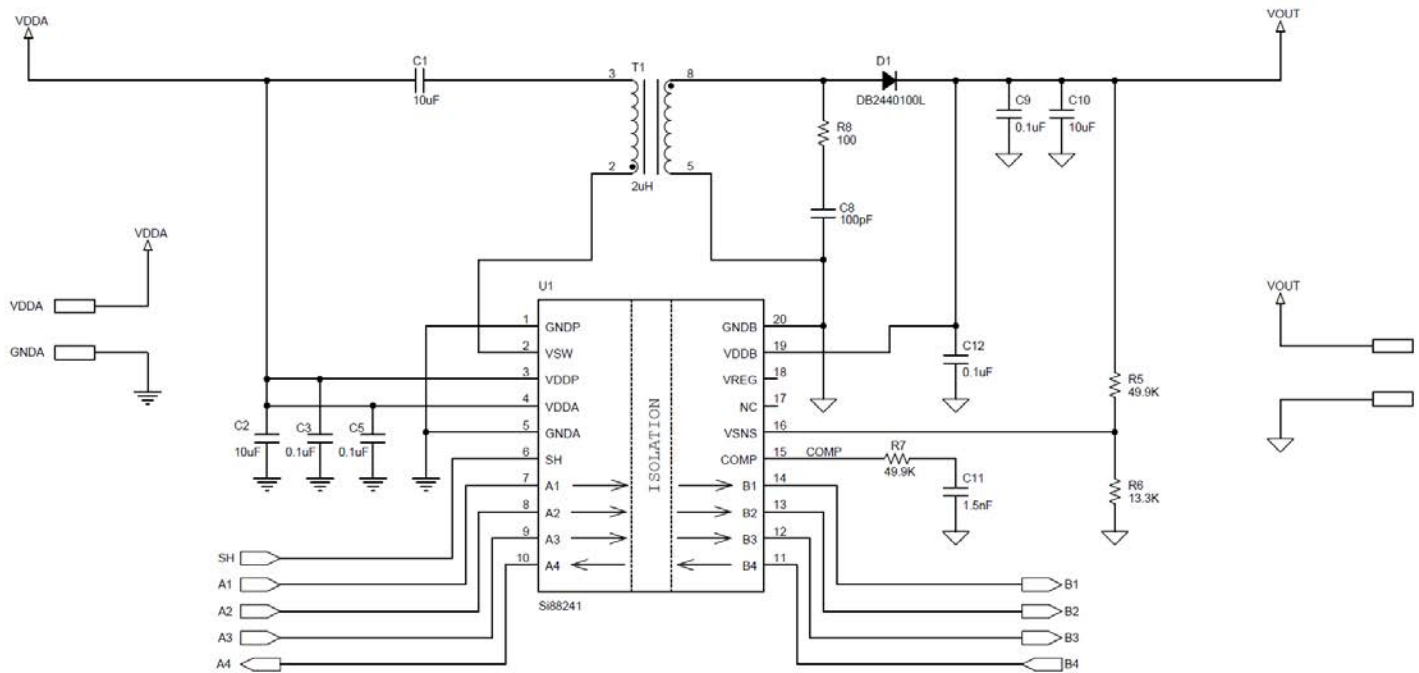 VDDA
VOUT
C1
10uF
3
T1
8
2
5
2uH
D1
DB2440100L
R8
100
C8
100pF
C9
0.1uF
C10
10uF
VDDA
VDDA
GNDA
VOUT
U1
1 GNDP
2 VSW
3 VDDP
4 VDDA
5 GNDA
6 SH
7 A1
8 A2
9 A3
10 A4
ISOLATION
GNDB 20
VDDB 19
VREG 18
NC 17
VSNS 16
COMP 15
B1 14
B2 13
B3 12
B4 11
Si88241
C2
10uF
C3
0.1uF
C5
0.1uF
C12
0.1uF
R5
49.9K
COMP
R7
49.9K
C11
1.5nF
R6
13.3K
SH
A1
A2
A3
A4
B1
B2
B3
B4